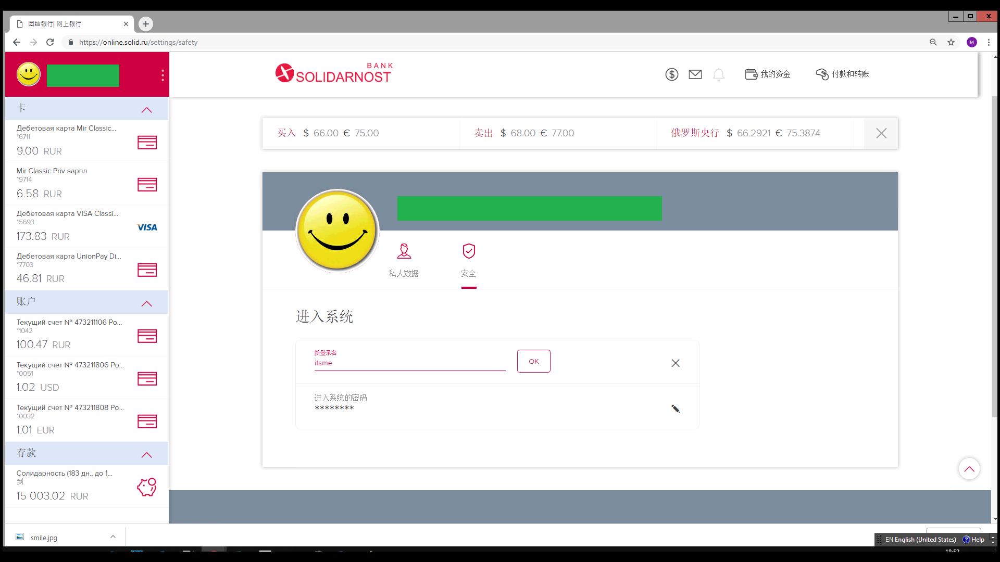 团结银行| 网上银行
https://online.solid.ru/settings/safety
M
BANK
SOLIDARNOST
我的资金
付款和转账
卡
Дебетовая карта Mir Classic...
*6711
9.00 RUR
Mir Classic Priv зарпл
*9714
6.58 RUR
Дебетовая карта VISA Classi...
*5693
173.83 RUR
VISA
Дебетовая карта UnionPay Di...
*7703
46.81 RUR
账户
Текущий счет № 473211106 Ро...
*1042
100.47 RUR
Текущий счет № 473211806 Ро...
*0051
1.02 USD
Текущий счет № 473211808 Ро...
*0032
1.01 EUR
存款
Солидарность (183 дн., до 1...
到
15 003.02 RUR
买入 $ 66.00 € 75.00
卖出 $ 68.00 € 77.00
俄罗斯央行 $ 66.2921 € 75.3874
私人数据
安全
进入系统
新登录名
itsme
OK
进入系统的密码
********
smile.jpg
EN English (United States)
Help